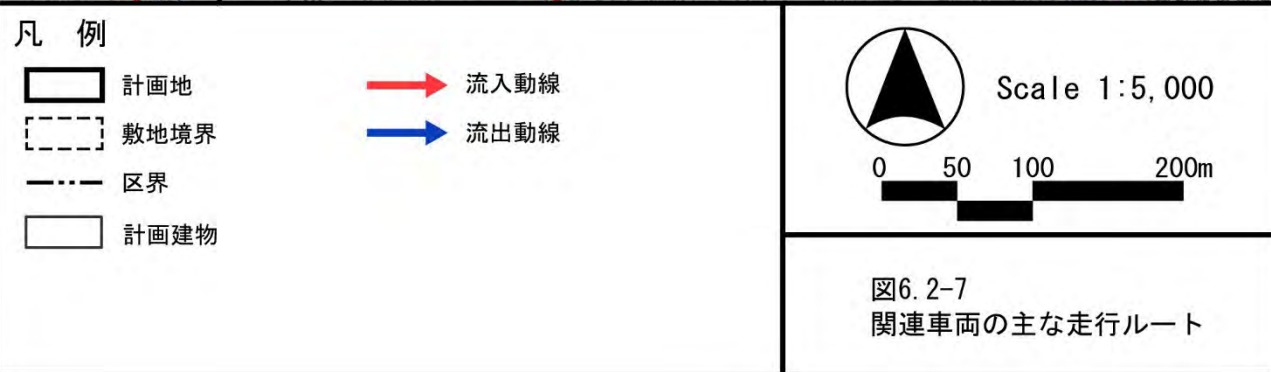 凡 例
計画地
敷地境界
区界
計画建物
流入動線
流出動線
Scale 1:5,000
0 50 100 200m
図6.2-7
関連車両の主な走行ルート